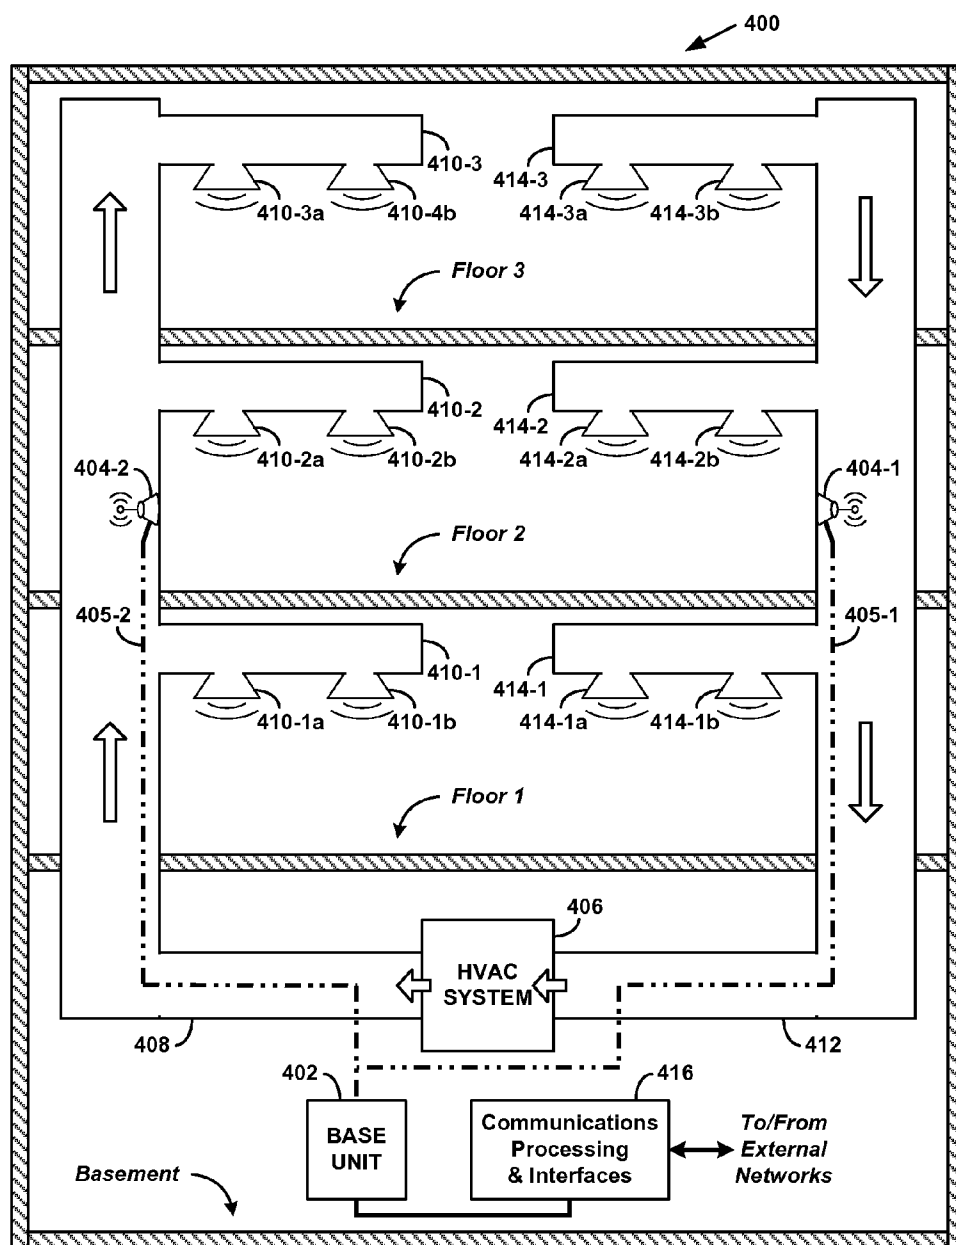 400
410-3
414-3
410-3a
410-4b
414-3a
414-3b
Floor 3
410-2
414-2
410-2a
410-2b
414-2a
414-2b
404-2
404-1
Floor 2
405-2
405-1
410-1
414-1
410-1a
410-1b
414-1a
414-1b
Floor 1
406
HVAC
SYSTEM
408
412
402
416
BASE
UNIT
Communications
Processing
& Interfaces
To/From
External
Networks
Basement